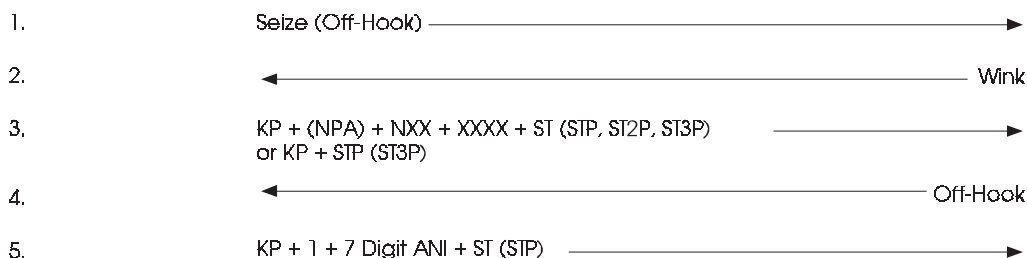 1. Seize (Off-Hook)
2. Wink
3. KP + (NPA) + NXX + XXXX + ST (STP, ST2P, ST3P)
or KP + STP (ST3P)
4. Off-Hook
5. KP + 1 + 7 Digit ANI + ST (STP)